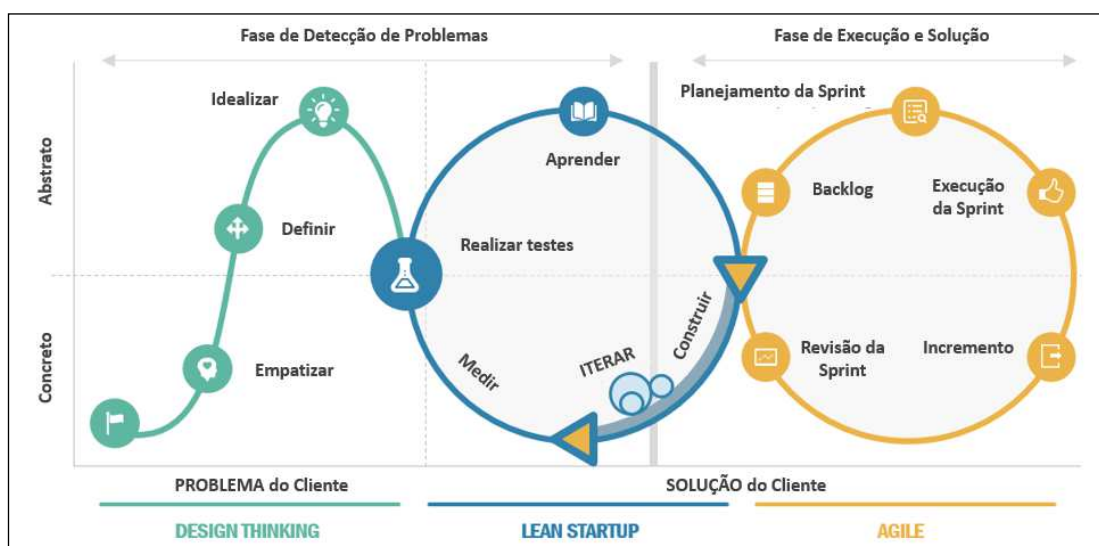 Fase de Detecção de Problemas
Fase de Execução e Solução
Abstrato
Concreto
Idealizar
Definir
Empatizar
Aprender
Realizar testes
Medir
ITERAR
Construir
Planejamento da Sprint
Backlog
Execução
da Sprint
Revisão da
Sprint
Incremento
PROBLEMA do Cliente
SOLUÇÃO do Cliente
DESIGN THINKING
LEAN STARTUP
AGILE